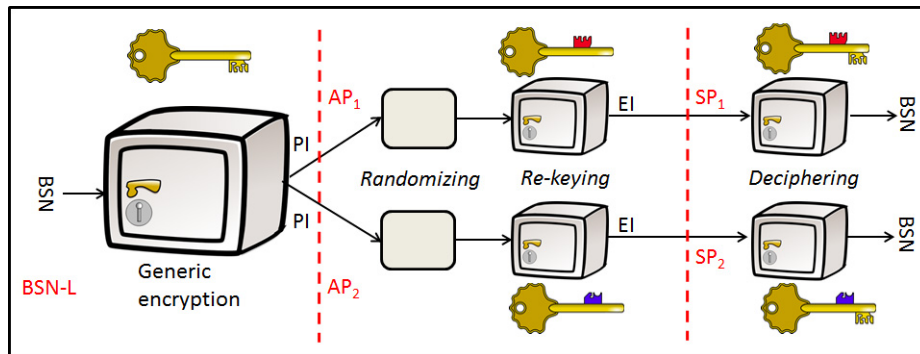 BSN
BSN-L
Generic
encryption
PI
PI
AP₁
AP₂
Randomizing
Re-keying
EI
EI
SP₁
SP₂
Deciphering
BSN
BSN